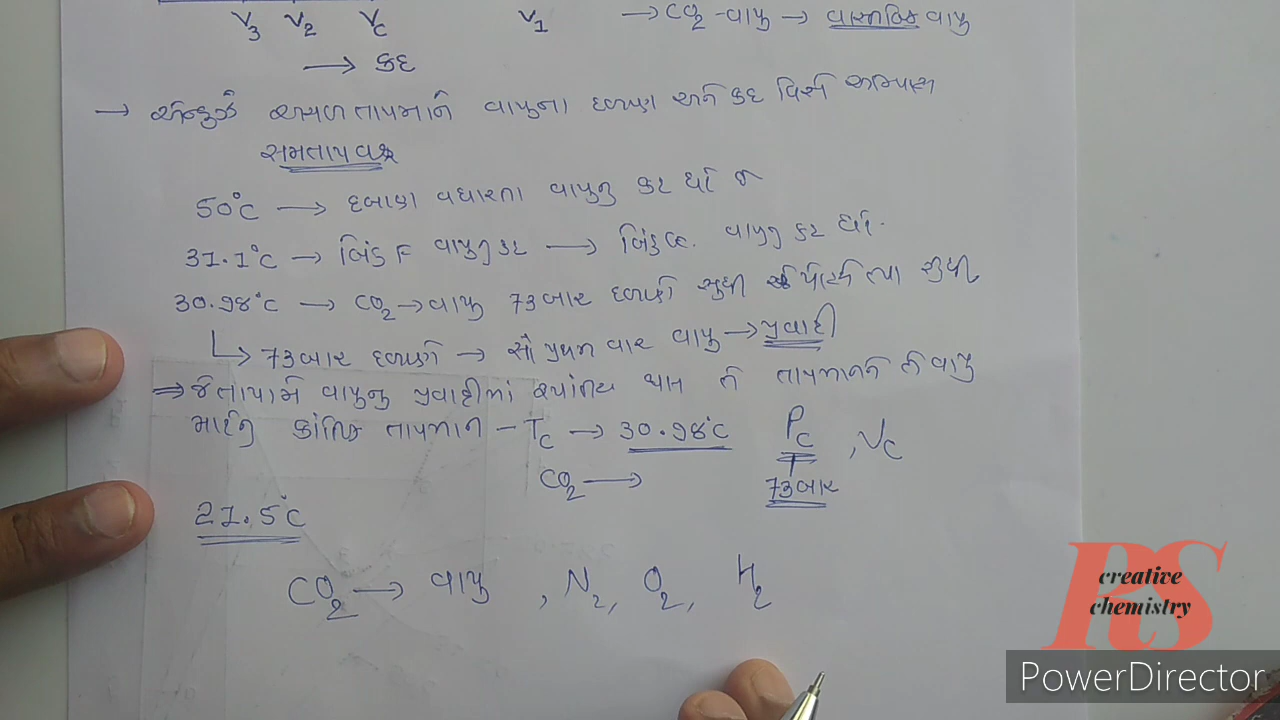 V3 V2 Vc V1 → CO2 -વાયુ → વાસ્તવિક વાયુ
→ કદ
→ એન્ડ્રુઝે અચળ તાપમાને વાયુના દબાણ અને કદ વિશે અભ્યાસ
સમતાપ વક્ર
50°C → દબાણ વધારતા વાયુનુ કદ ઘટે જ
31.1°C → બિંદુ F વાયુનુ કદ → બિંદુ વાયુનુ કદ ઘટે.
30.98°C → CO2 → વાયુ 73 બાર દબાણ સુધી ત્યા સુધી
↳ 73 બાર દબાણે → સૌ પ્રથમ વાર વાયુ → પ્રવાહી
⇒ જે તાપમાને વાયુનુ પ્રવાહીમાં રૂપાંતર થાય તે તાપમાનને તે વાયુ
માટેનુ ક્રાંતિક તાપમાન - Tc → 30.98°C Pc , Vc
CO2 → 73 બાર
21.5°C
CO2 → વાયુ , N2, O2, H2
RS
creative
chemistry
PowerDirector